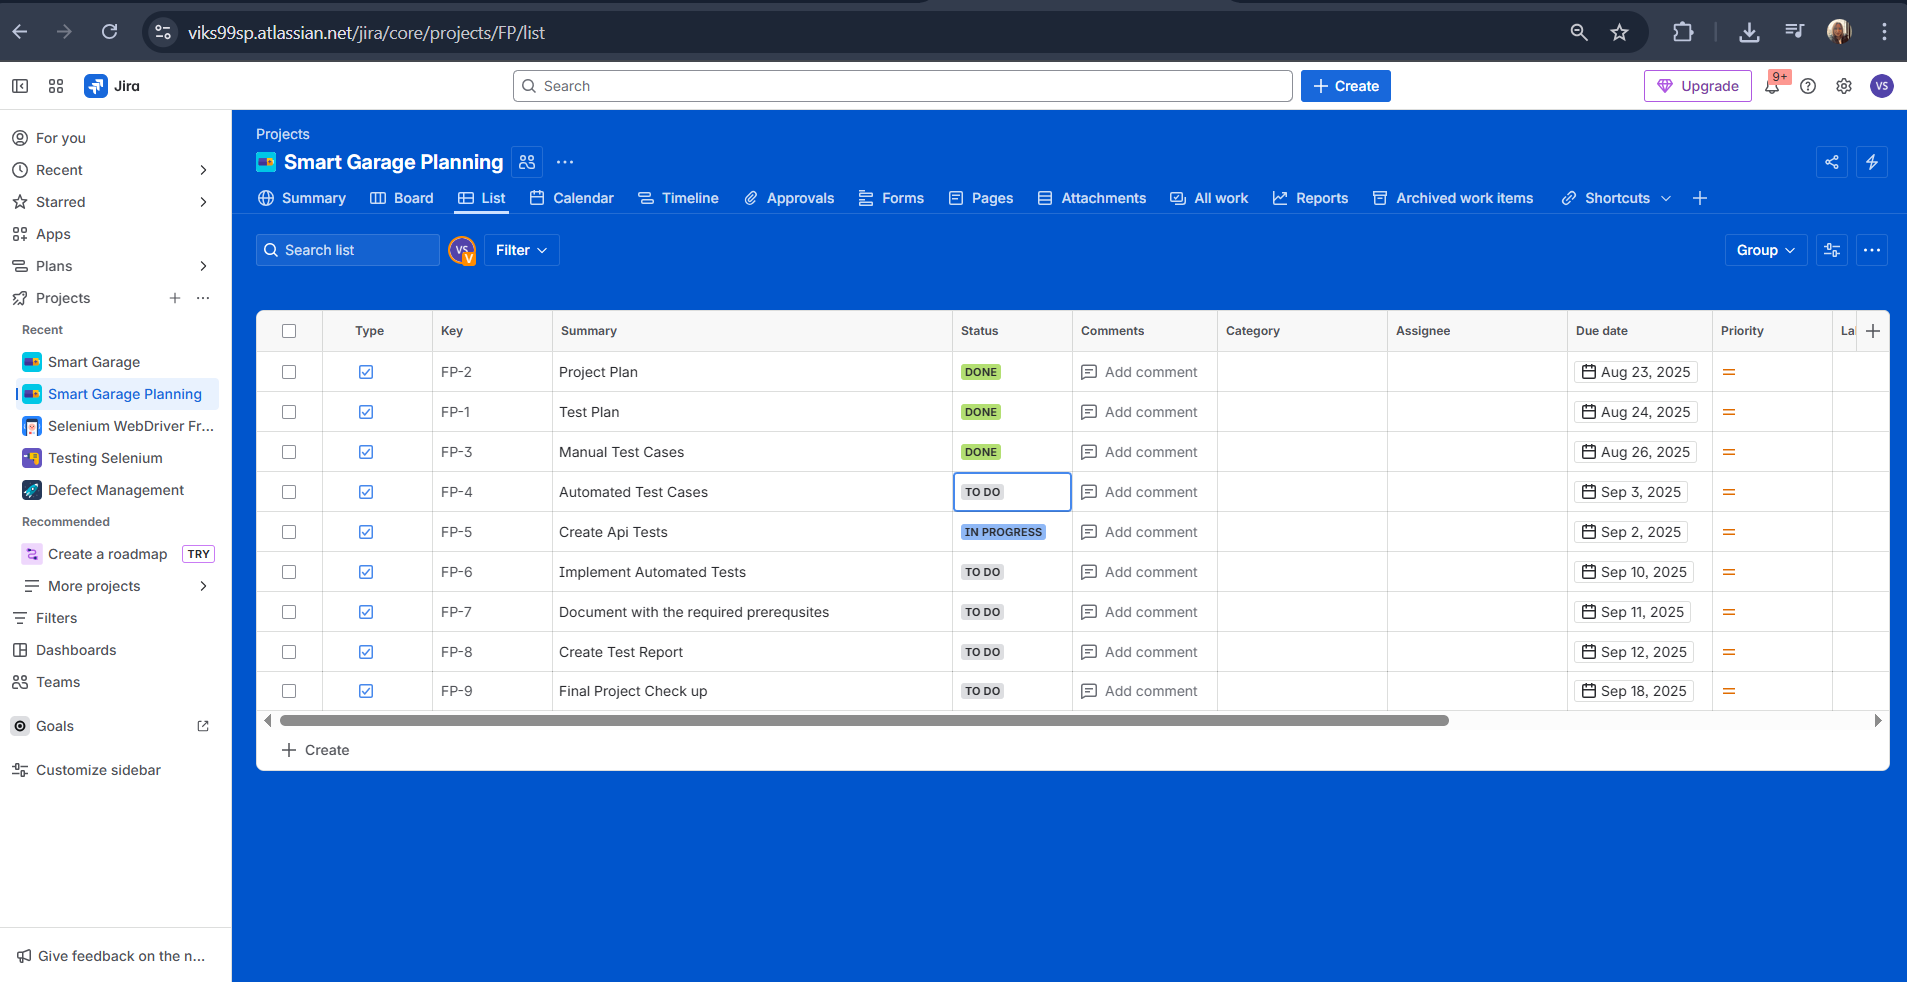 viks99sp.atlassian.net/jira/core/projects/FP/list
Jira
Search
Create
Upgrade
9+
VS
For you
Recent
Starred
Apps
Plans
Projects
Recent
Smart Garage
Smart Garage Planning
Selenium WebDriver Fr...
Testing Selenium
Defect Management
Recommended
Create a roadmap TRY
More projects
Filters
Dashboards
Teams
Goals
Customize sidebar
Give feedback on the n...
Projects
Smart Garage Planning
Summary Board List Calendar Timeline Approvals Forms Pages Attachments All work Reports Archived work items Shortcuts
Search list VS V Filter Group
Type Key Summary Status Comments Category Assignee Due date Priority La
FP-2 Project Plan DONE Add comment Aug 23, 2025
FP-1 Test Plan DONE Add comment Aug 24, 2025
FP-3 Manual Test Cases DONE Add comment Aug 26, 2025
FP-4 Automated Test Cases TO DO Add comment Sep 3, 2025
FP-5 Create Api Tests IN PROGRESS Add comment Sep 2, 2025
FP-6 Implement Automated Tests TO DO Add comment Sep 10, 2025
FP-7 Document with the required prerequsites TO DO Add comment Sep 11, 2025
FP-8 Create Test Report TO DO Add comment Sep 12, 2025
FP-9 Final Project Check up TO DO Add comment Sep 18, 2025
Create